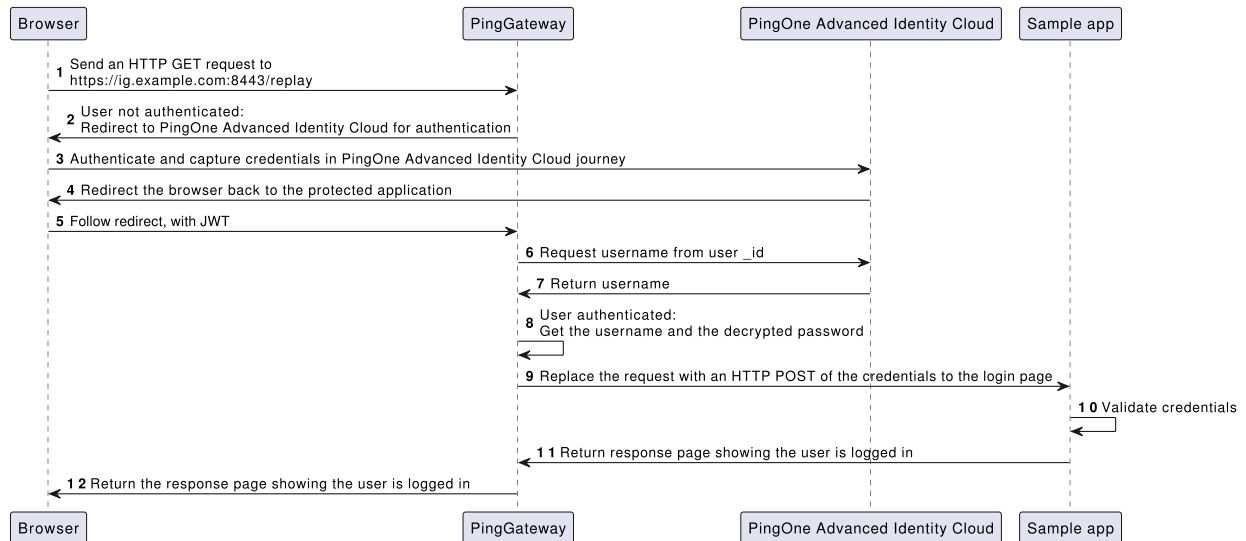 Browser
PingGateway
PingOne Advanced Identity Cloud
Sample app
1 Send an HTTP GET request to
https://ig.example.com:8443/replay
2 User not authenticated:
Redirect to PingOne Advanced Identity Cloud for authentication
3 Authenticate and capture credentials in PingOne Advanced Identity Cloud journey
4 Redirect the browser back to the protected application
5 Follow redirect, with JWT
6 Request username from user _id
7 Return username
8 User authenticated:
Get the username and the decrypted password
9 Replace the request with an HTTP POST of the credentials to the login page
10 Validate credentials
11 Return response page showing the user is logged in
12 Return the response page showing the user is logged in
Browser
PingGateway
PingOne Advanced Identity Cloud
Sample app